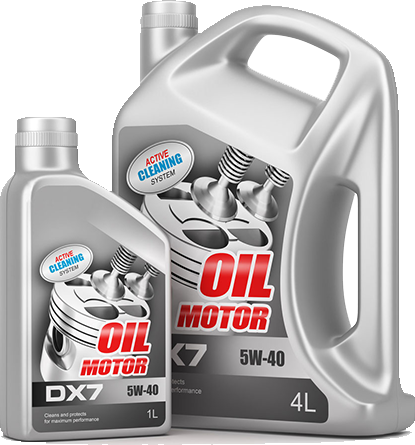 ACTIVE
CLEANING
SYSTEM
OIL
MOTOR
DX7 5W-40
Cleans and protects
for maximum performance
1L
ACTIVE
CLEANING
SYSTEM
OIL
MOTOR
X7 5W-40
4L